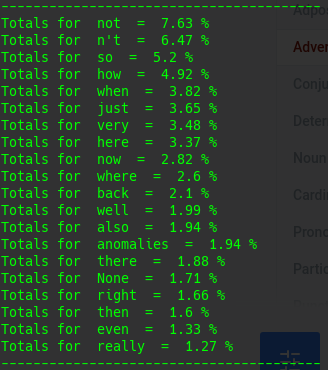 Totals for  not  =  7.63 %
Totals for  n't  =  6.47 %
Totals for  so  =  5.2 %
Totals for  how  =  4.92 %
Totals for  when  =  3.82 %
Totals for  just  =  3.65 %
Totals for  very  =  3.48 %
Totals for  here  =  3.37 %
Totals for  now  =  2.82 %
Totals for  where  =  2.6 %
Totals for  back  =  2.1 %
Totals for  well  =  1.99 %
Totals for  also  =  1.94 %
Totals for  anomalies  =  1.94 %
Totals for  there  =  1.88 %
Totals for  None  =  1.71 %
Totals for  right  =  1.66 %
Totals for  then  =  1.6 %
Totals for  even  =  1.33 %
Totals for  really  =  1.27 %
Adver
Conju
Deter
Noun
Cardi
Prono
Partic